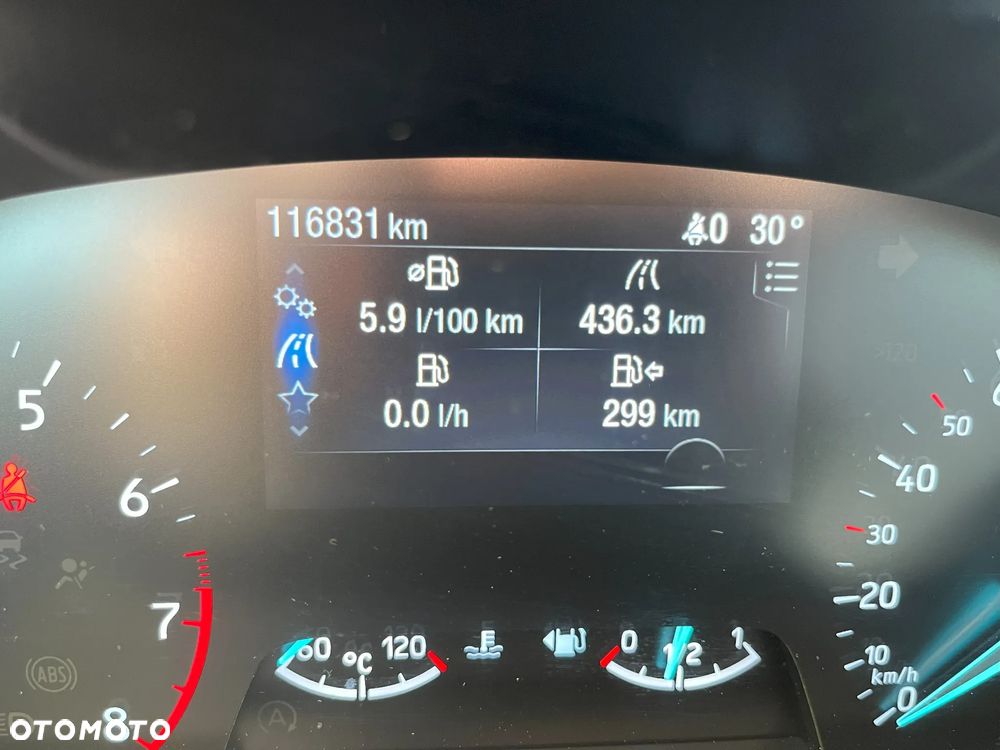 116831 km
0 30°
5.9 l/100 km
436.3 km
0.0 l/h
299 km
5
6
7
8
60 °C 120
0 1/2 1
50
40
30
20
10
km/h
0
>120
ABS
A
OTOMOTO